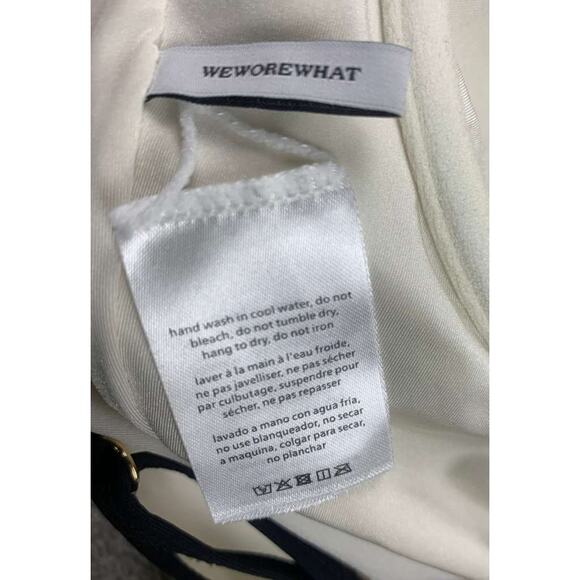 WEWOREWHAT
hand wash in cool water, do not
bleach, do not tumble dry,
hang to dry, do not iron
laver à la main à l'eau froide,
ne pas javelliser, ne pas sécher
par culbutage, suspendre pour
sécher, ne pas repasser
lavado a mano con agua fría,
no use blanqueador, no secar
a maquina, colgar para secar,
no planchar